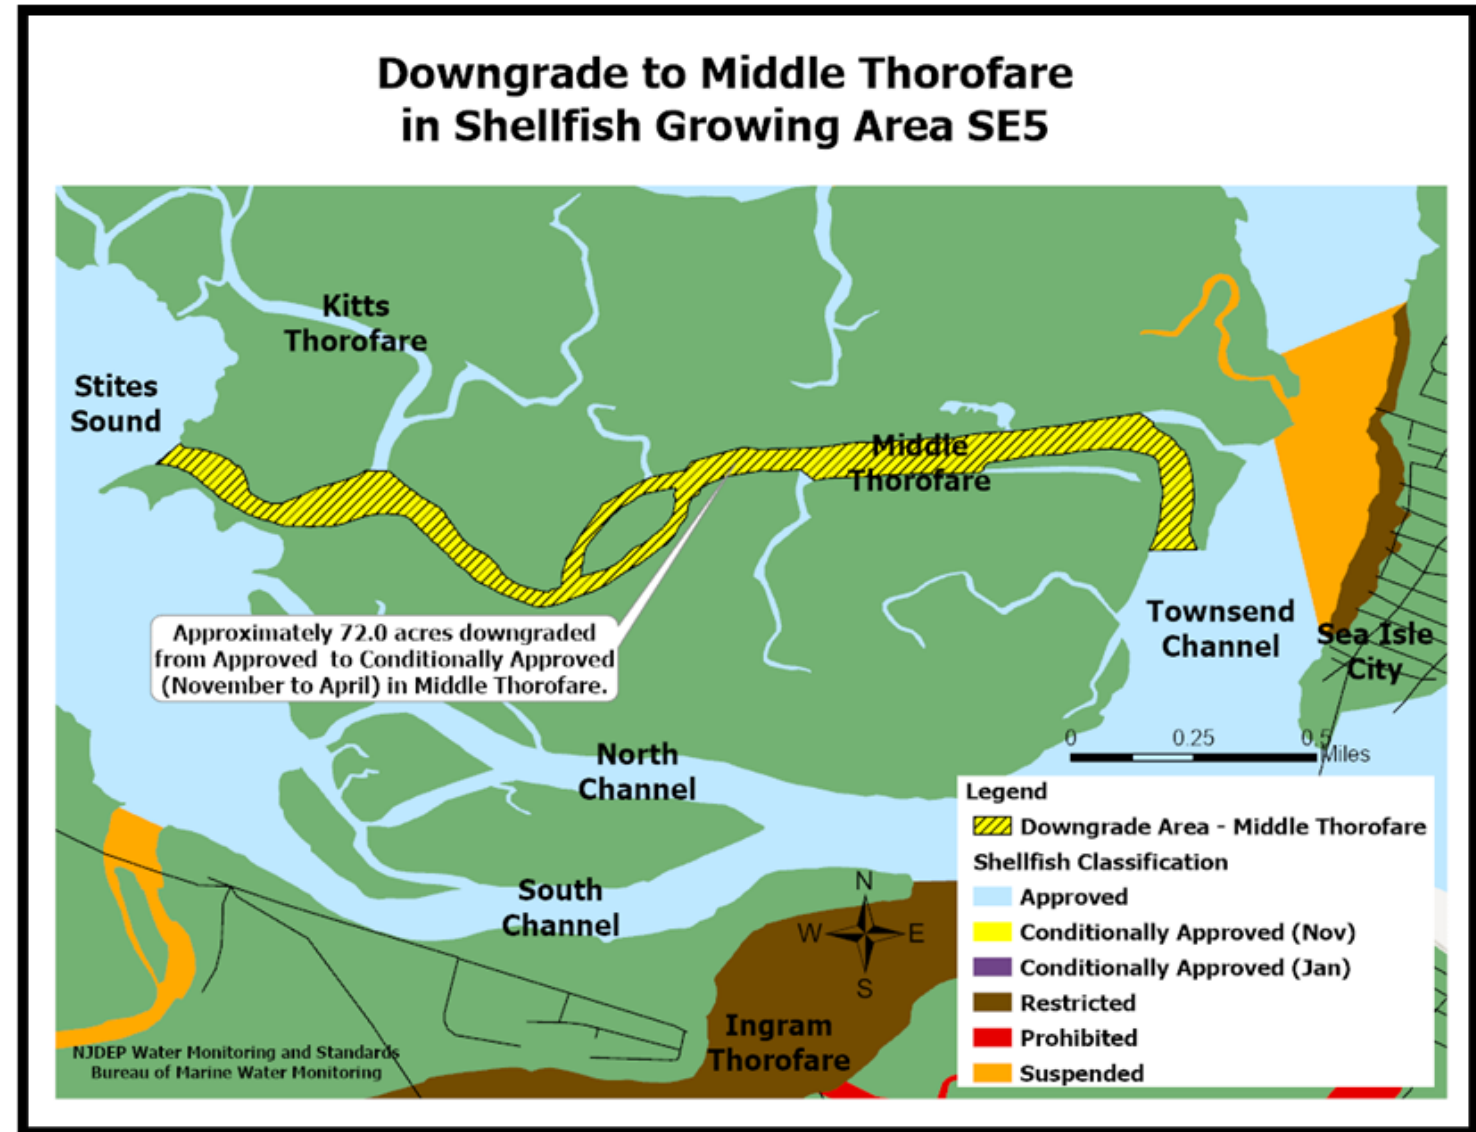 Downgrade to Middle Thorofare
in Shellfish Growing Area SE5
Kitts
Thorofare
Stites
Sound
Middle
Thorofare
Approximately 72.0 acres downgraded
from Approved to Conditionally Approved
(November to April) in Middle Thorofare.
Townsend
Channel
Sea Isle
City
North
Channel
0 0.25 0.5
Miles
South
Channel
N
W E
S
Ingram
Thorofare
Legend
Downgrade Area - Middle Thorofare
Shellfish Classification
Approved
Conditionally Approved (Nov)
Conditionally Approved (Jan)
Restricted
Prohibited
Suspended
NJDEP Water Monitoring and Standards
Bureau of Marine Water Monitoring